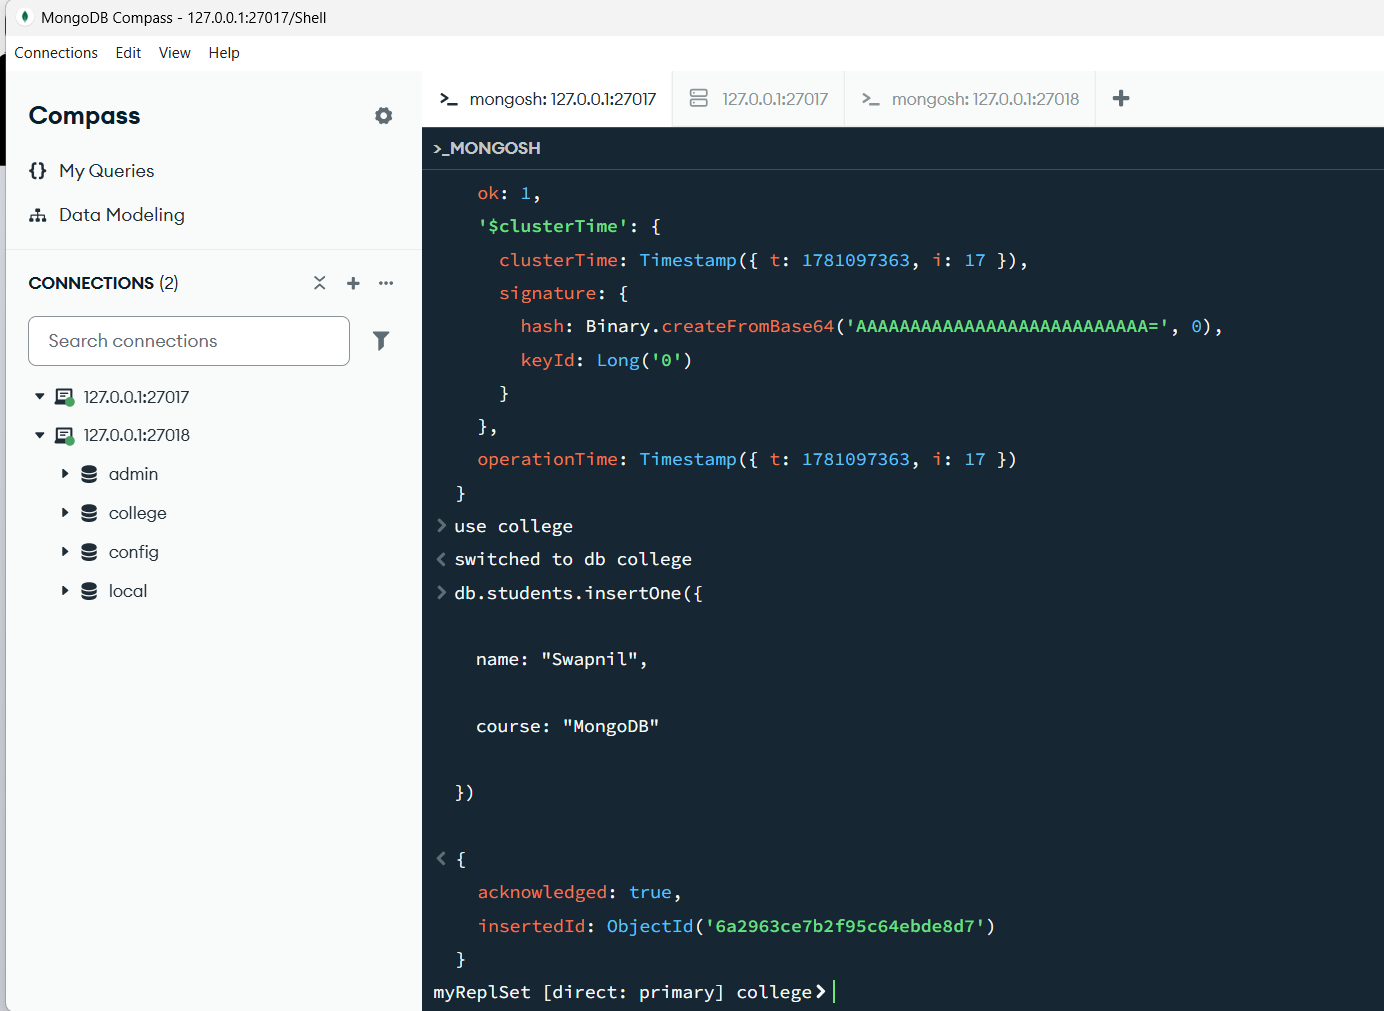 MongoDB Compass - 127.0.0.1:27017/Shell
Connections Edit View Help
Compass
My Queries
Data Modeling
CONNECTIONS (2)
Search connections
127.0.0.1:27017
127.0.0.1:27018
admin
college
config
local
mongosh: 127.0.0.1:27017
127.0.0.1:27017
mongosh: 127.0.0.1:27018
>_MONGOSH
ok: 1,
'$clusterTime': {
clusterTime: Timestamp({ t: 1781097363, i: 17 }),
signature: {
hash: Binary.createFromBase64('AAAAAAAAAAAAAAAAAAAAAAAAAAA=', 0),
keyId: Long('0')
}
},
operationTime: Timestamp({ t: 1781097363, i: 17 })
}
> use college
< switched to db college
> db.students.insertOne({
name: "Swapnil",
course: "MongoDB"
})
< {
acknowledged: true,
insertedId: ObjectId('6a2963ce7b2f95c64ebde8d7')
}
myReplSet [direct: primary] college>